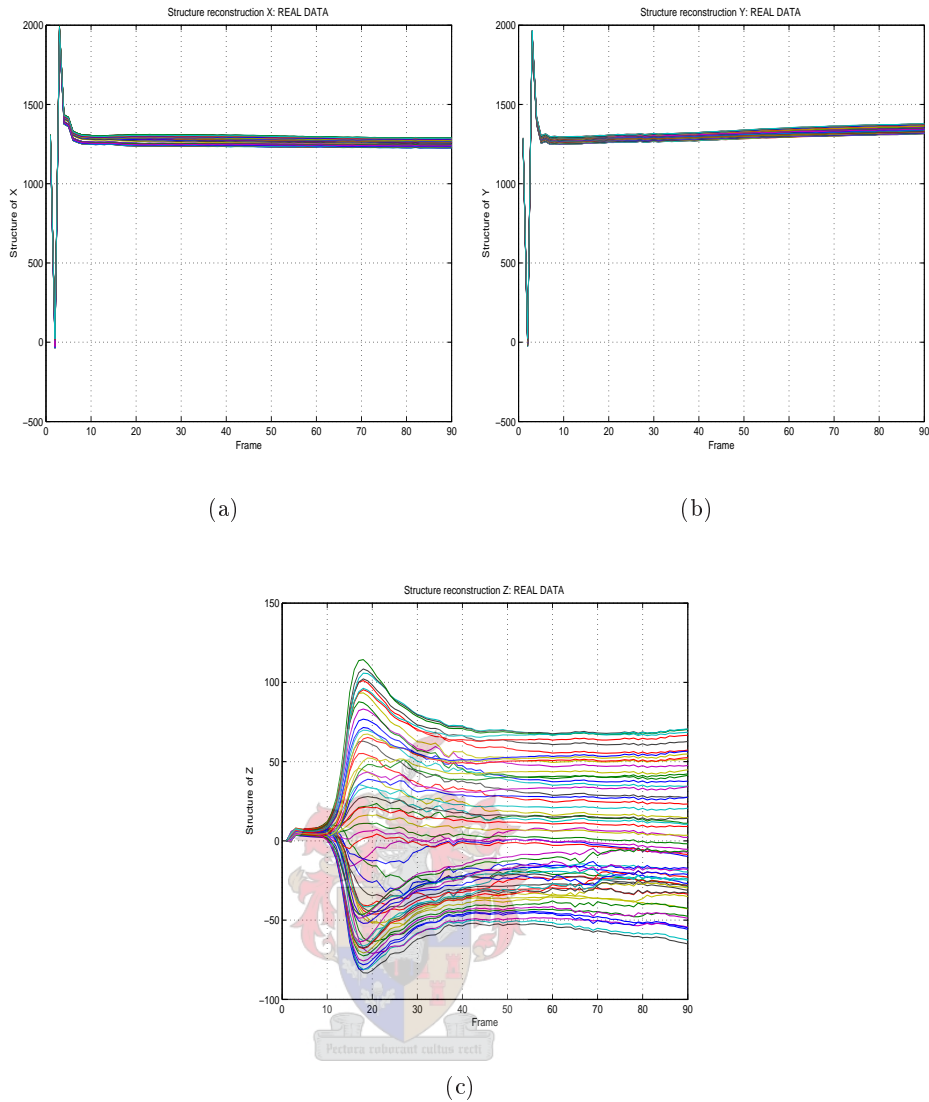 Structure reconstruction X: REAL DATA
2000
1500
1000
500
0
−500
Structure of X
0 10 20 30 40 50 60 70 80 90
Frame
(a)
Structure reconstruction Y: REAL DATA
2000
1500
1000
500
0
−500
Structure of Y
0 10 20 30 40 50 60 70 80 90
Frame
(b)
Structure reconstruction Z: REAL DATA
150
100
50
0
−50
−100
Structure of Z
0 10 20 30 40 50 60 70 80 90
Frame
Pectora roborant cultus recti
(c)